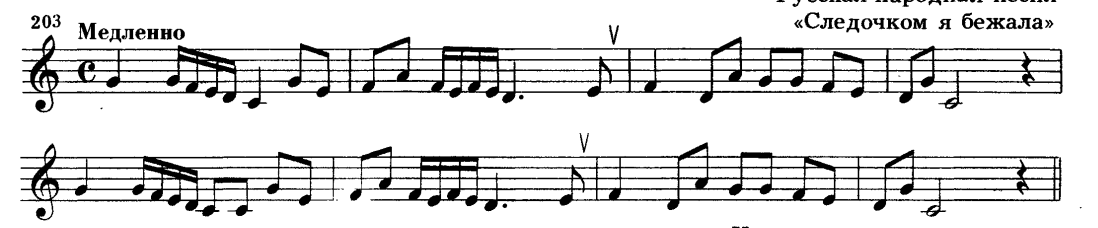 Русская народная песня
203 Медленно «Следочком я бежала»